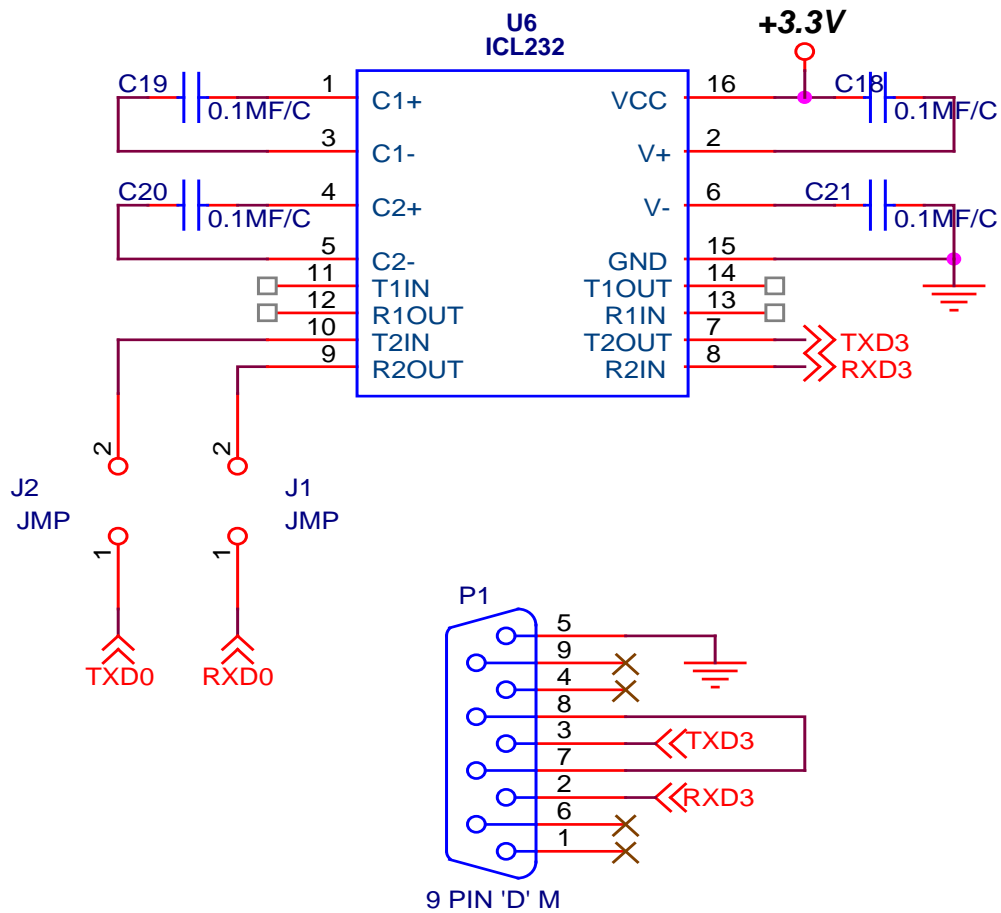 U6
ICL232
+3.3V
C19
0.1MF/C
1
C1+
VCC
16
C18
0.1MF/C
3
C1-
V+
2
C20
0.1MF/C
4
C2+
V-
6
C21
0.1MF/C
5
C2-
GND
15
11
T1IN
T1OUT
14
12
R1OUT
R1IN
13
10
T2IN
T2OUT
7
TXD3
9
R2OUT
R2IN
8
RXD3
2
2
J2
JMP
J1
JMP
1
1
TXD0
RXD0
P1
5
9
4
8
3
TXD3
7
2
RXD3
6
1
9 PIN 'D' M